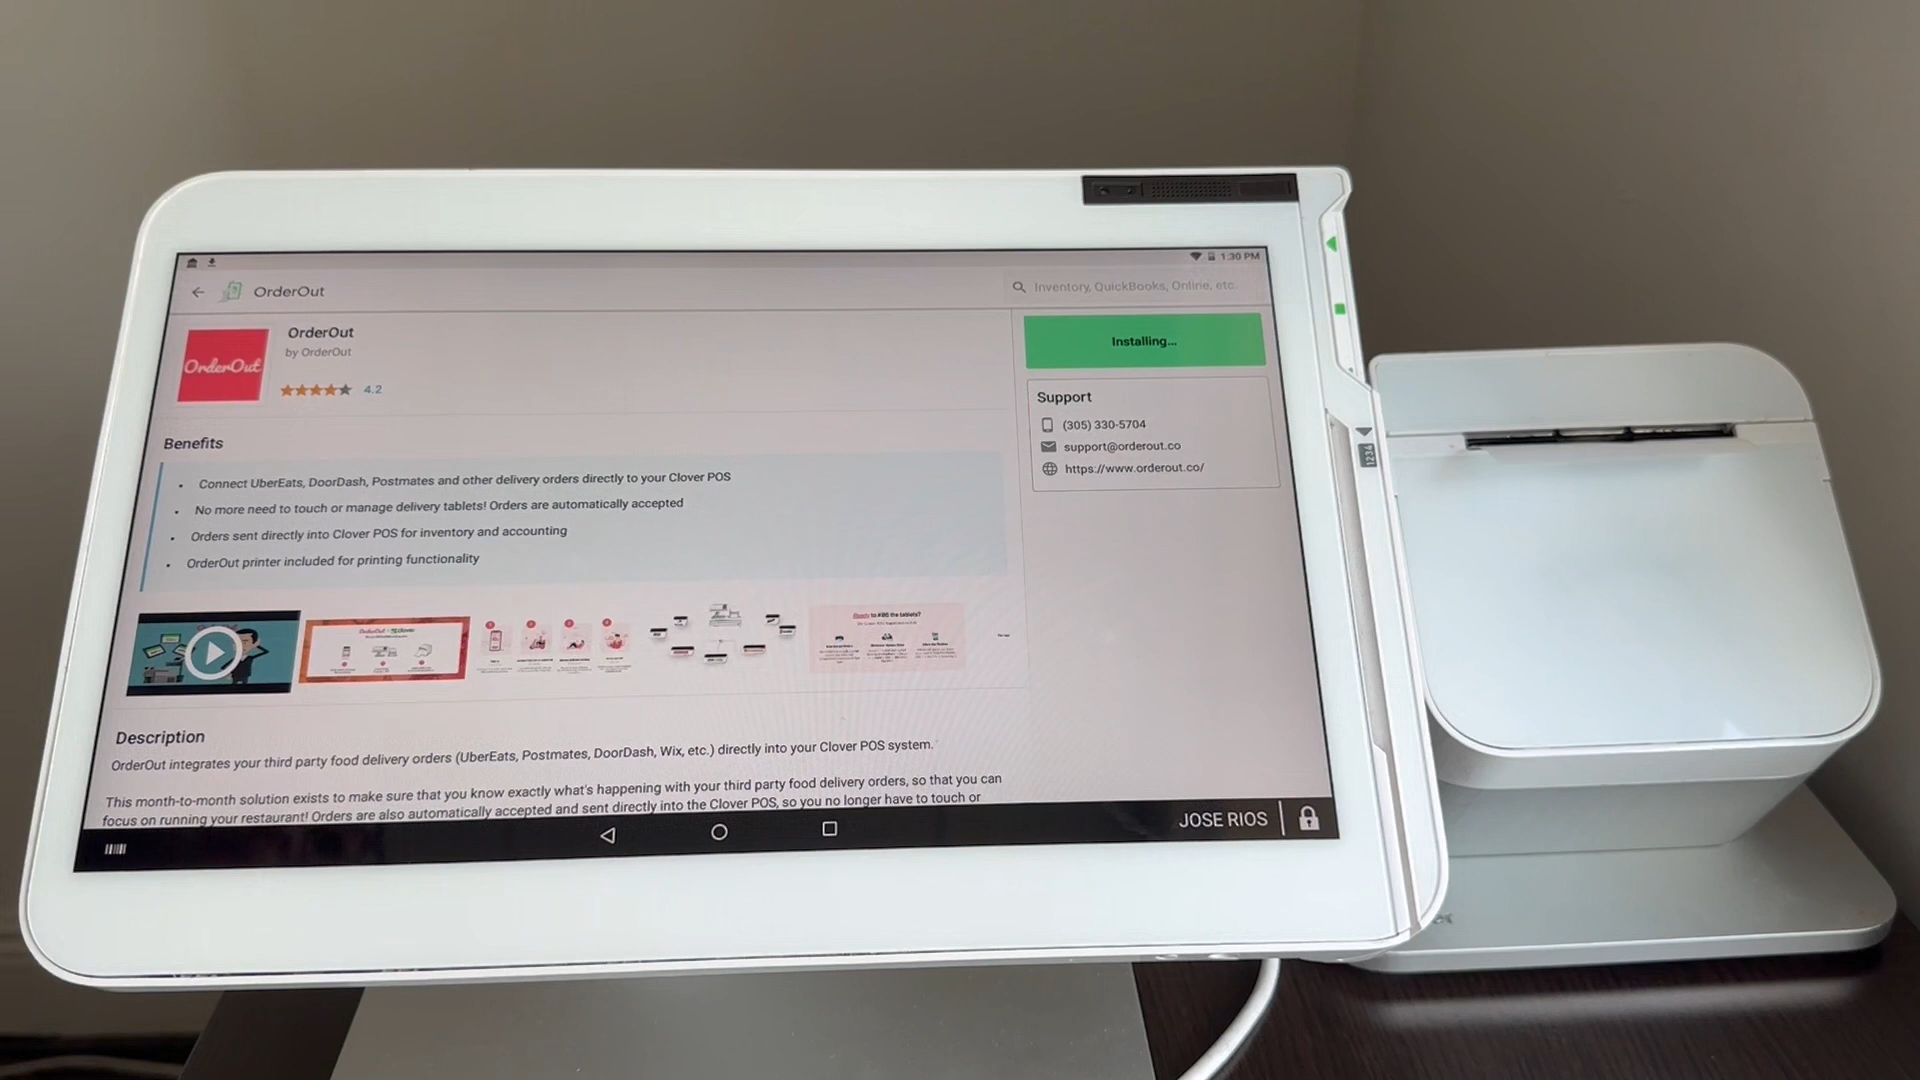 1:30 PM
OrderOut
Inventory, QuickBooks, Online, etc.
OrderOut
OrderOut
by OrderOut
4.2
Installing...
Support
(305) 330-5704
support@orderout.co
https://www.orderout.co/
Benefits
• Connect UberEats, DoorDash, Postmates and other delivery orders directly to your Clover POS
• No more need to touch or manage delivery tablets! Orders are automatically accepted
• Orders sent directly into Clover POS for inventory and accounting
• OrderOut printer included for printing functionality
Ready to #86 the tablets?
Description
OrderOut integrates your third party food delivery orders (UberEats, Postmates, DoorDash, Wix, etc.) directly into your Clover POS system.
This month-to-month solution exists to make sure that you know exactly what's happening with your third party food delivery orders, so that you can
focus on running your restaurant! Orders are also automatically accepted and sent directly into the Clover POS, so you no longer have to touch or
JOSE RIOS
1234